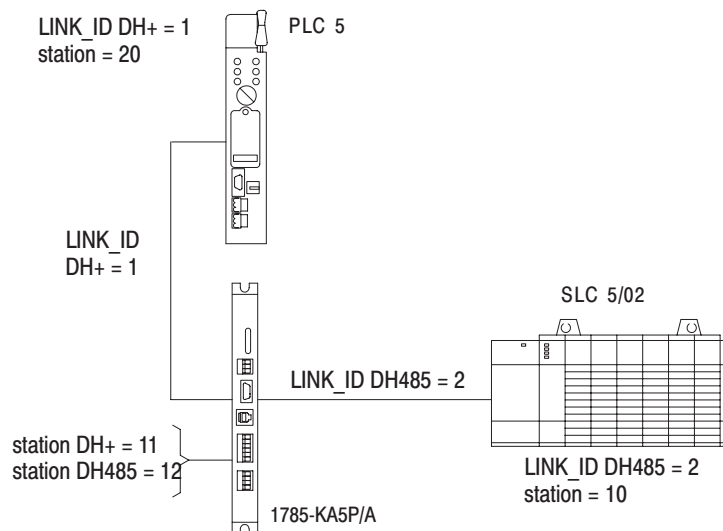 LINK_ID DH+ = 1
station = 20
PLC 5
LINK_ID
DH+ = 1
SLC 5/02
LINK_ID DH485 = 2
station DH+ = 11
station DH485 = 12
LINK_ID DH485 = 2
station = 10
1785-KA5P/A